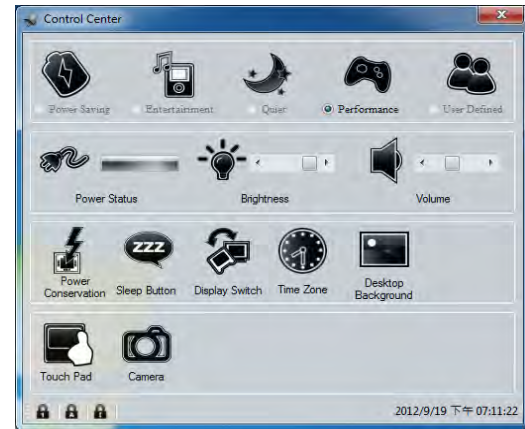 Control Center
Power Saving Entertainment Quiet Performance User Defined
Power Status Brightness Volume
ZZZ
Power Conservation Sleep Button Display Switch Time Zone Desktop Background
Touch Pad Camera
2012/9/19 下午 07:11:22